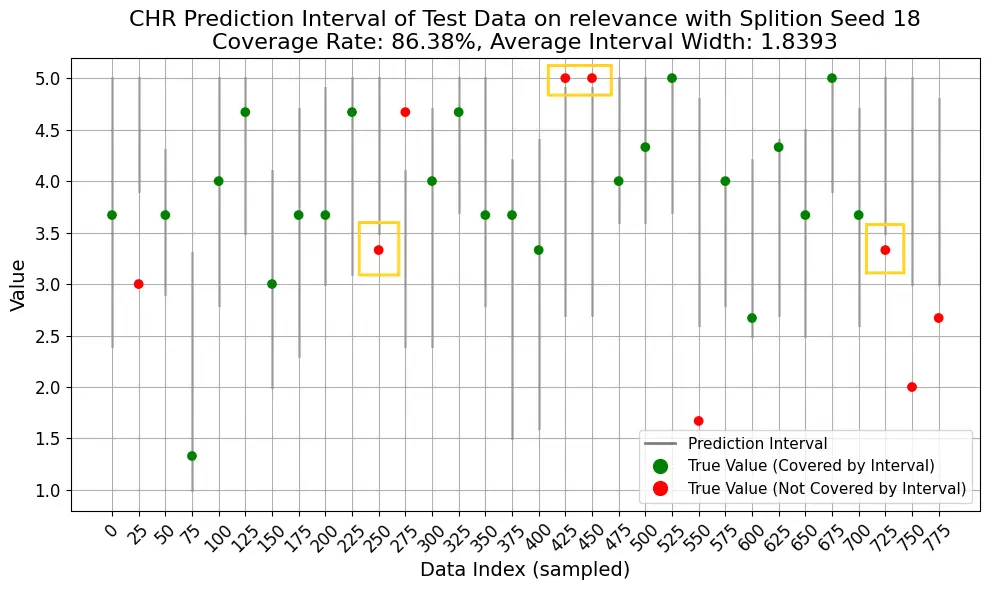 CHR Prediction Interval of Test Data on relevance with Splition Seed 18
Coverage Rate: 86.38%, Average Interval Width: 1.8393
Value
5.0
4.5
4.0
3.5
3.0
2.5
2.0
1.5
1.0
Prediction Interval
True Value (Covered by Interval)
True Value (Not Covered by Interval)
0 25 50 75 100 125 150 175 200 225 250 275 300 325 350 375 400 425 450 475 500 525 550 575 600 625 650 675 700 725 750 775
Data Index (sampled)